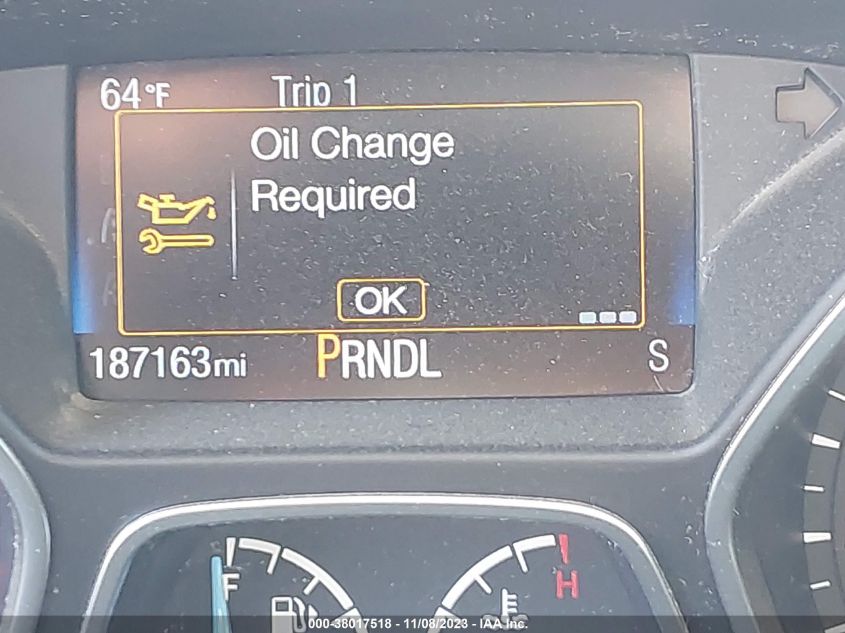 64°F Trip 1
Oil Change
Required
OK
187163mi PRNDL S
F H
000-38017518 - 11/08/2023 - IAA Inc.